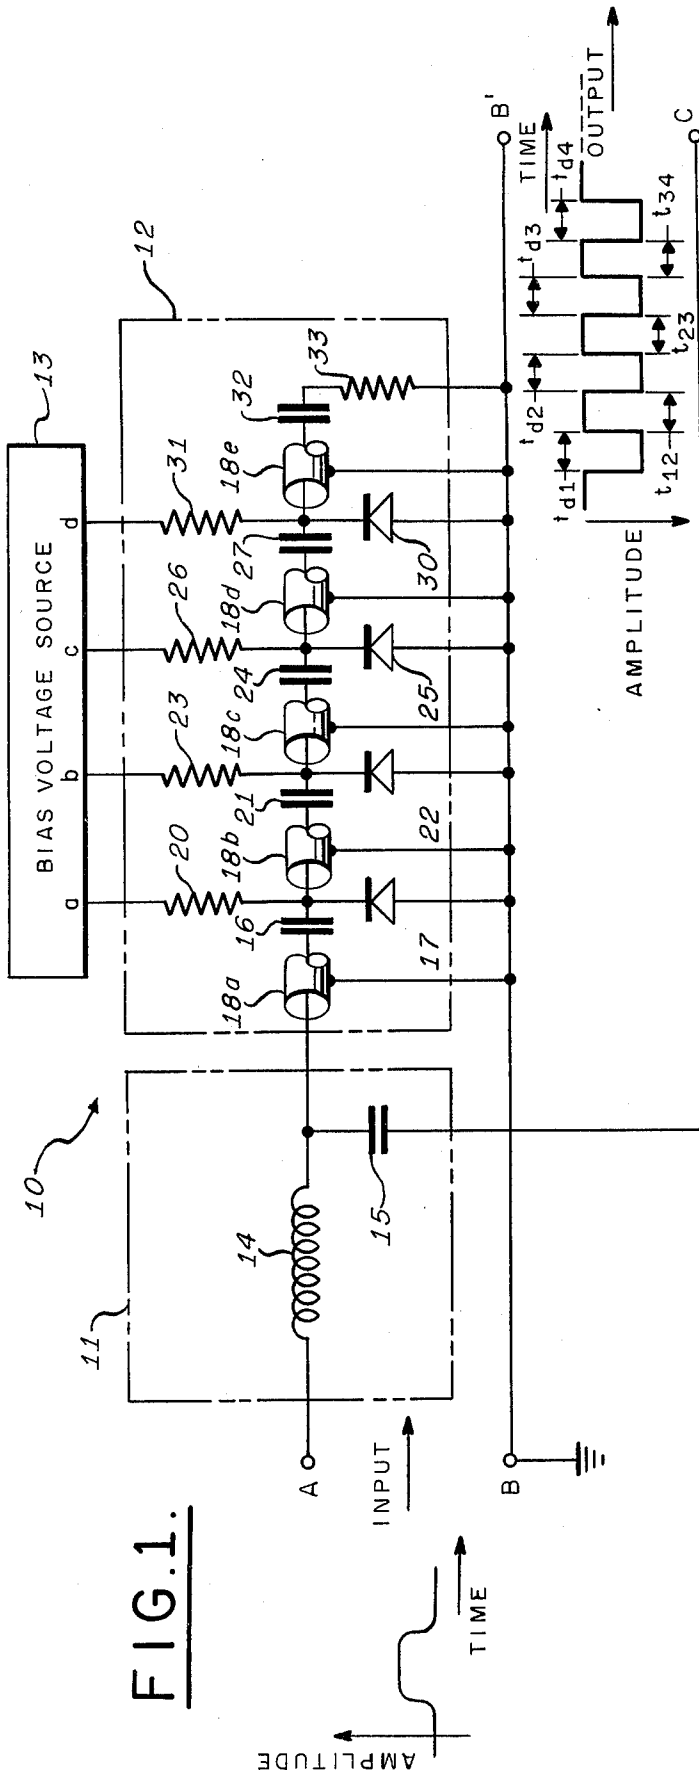 FIG.1.
10
11
12
13
BIAS VOLTAGE SOURCE
a
b
c
d
20
23
26
31
14
15
16
21
24
27
32
33
18a
18b
18c
18d
18e
17
22
25
30
A
B
B'
C
INPUT
AMPLITUDE
TIME
TIME
OUTPUT
AMPLITUDE
td1
td2
td3
td4
t12
t23
t34